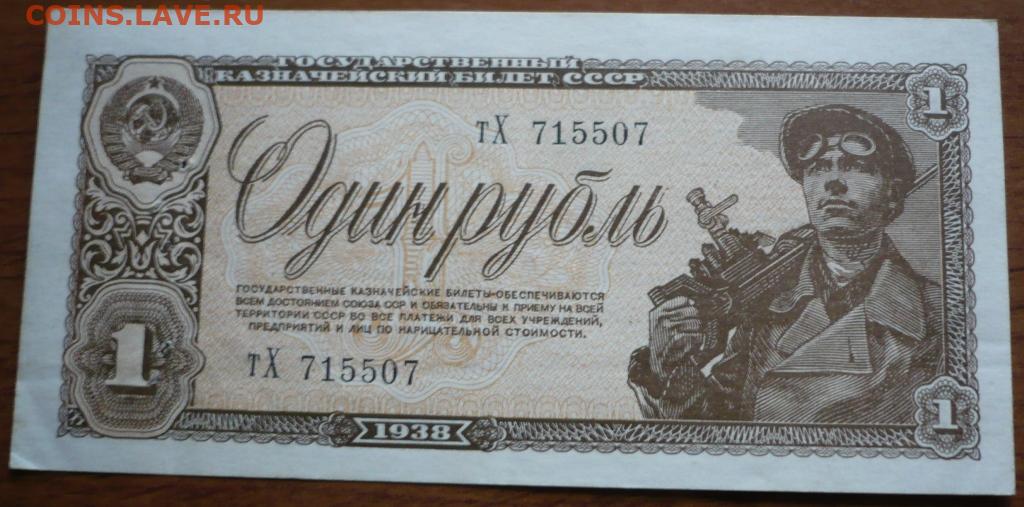 COINS.LAVE.RU
ГОСУДАРСТВЕННЫЙ
КАЗНАЧЕЙСКИЙ БИЛЕТ СССР
1
тХ 715507
Один рубль
ГОСУДАРСТВЕННЫЕ КАЗНАЧЕЙСКИЕ БИЛЕТЫ ОБЕСПЕЧИВАЮТСЯ
ВСЕМ ДОСТОЯНИЕМ СОЮЗА ССР И ОБЯЗАТЕЛЬНЫ К ПРИЕМУ НА ВСЕЙ
ТЕРРИТОРИИ СССР ВО ВСЕ ПЛАТЕЖИ ДЛЯ ВСЕХ УЧРЕЖДЕНИЙ,
ПРЕДПРИЯТИЙ И ЛИЦ ПО НАРИЦАТЕЛЬНОЙ СТОИМОСТИ.
1
тХ 715507
1
1938